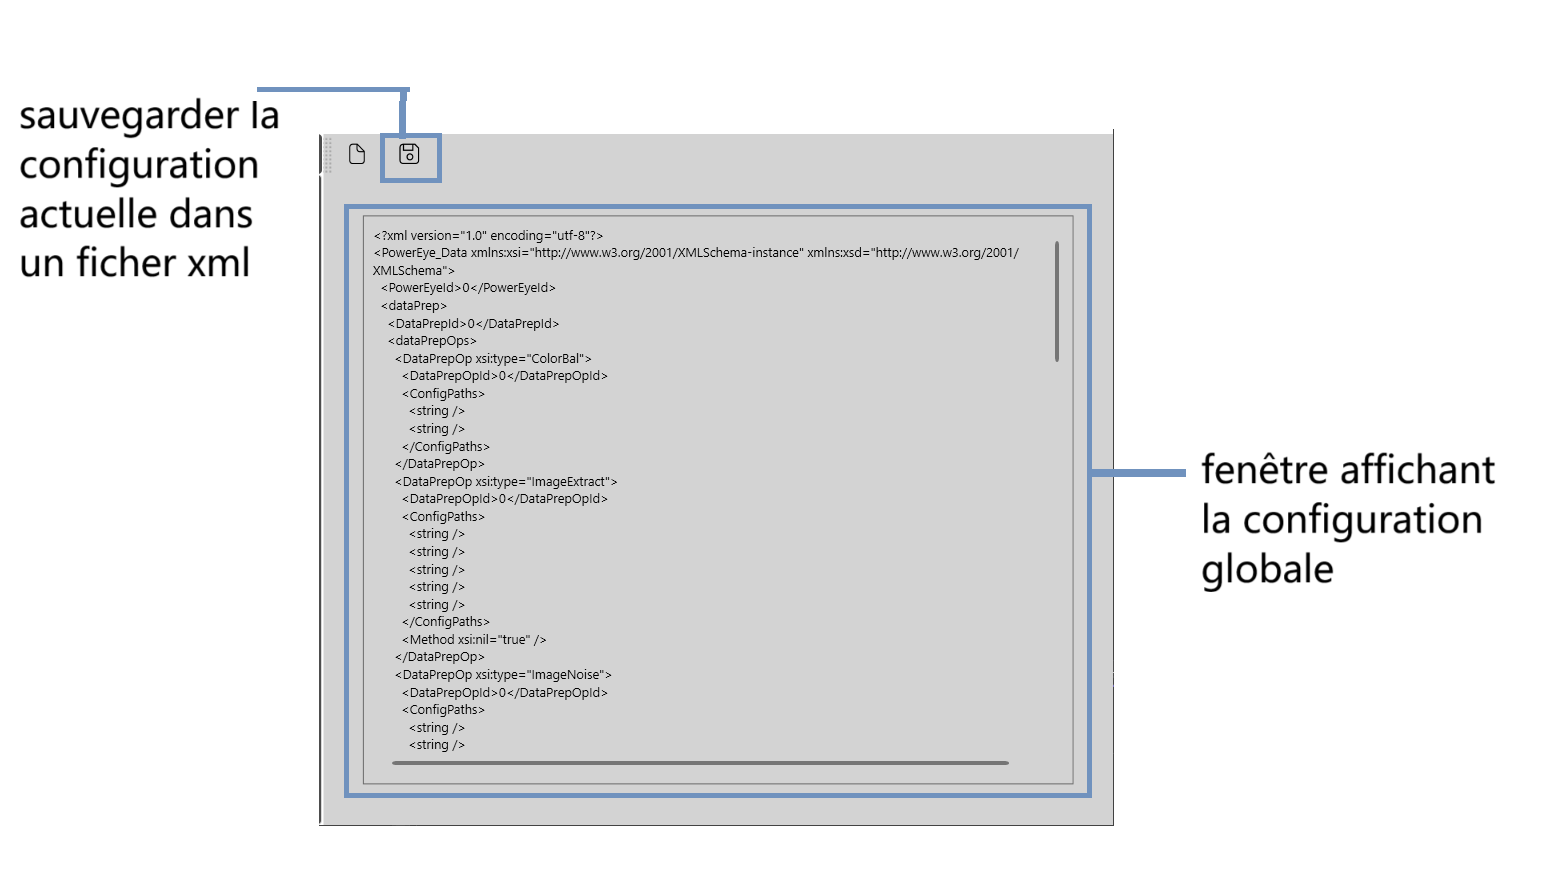 sauvegarder la
configuration
actuelle dans
un ficher xml
<?xml version="1.0" encoding="utf-8"?>
<PowerEye_Data xmlns:xsi="http://www.w3.org/2001/XMLSchema-instance" xmlns:xsd="http://www.w3.org/2001/
XMLSchema">
<PowerEyeId>0</PowerEyeId>
<dataPrep>
<DataPrepId>0</DataPrepId>
<dataPrepOps>
<DataPrepOp xsi:type="ColorBal">
<DataPrepOpId>0</DataPrepOpId>
<ConfigPaths>
<string />
<string />
</ConfigPaths>
</DataPrepOp>
<DataPrepOp xsi:type="ImageExtract">
<DataPrepOpId>0</DataPrepOpId>
<ConfigPaths>
<string />
<string />
<string />
<string />
<string />
</ConfigPaths>
<Method xsi:nil="true" />
</DataPrepOp>
<DataPrepOp xsi:type="ImageNoise">
<DataPrepOpId>0</DataPrepOpId>
<ConfigPaths>
<string />
<string />
fenêtre affichant
la configuration
globale